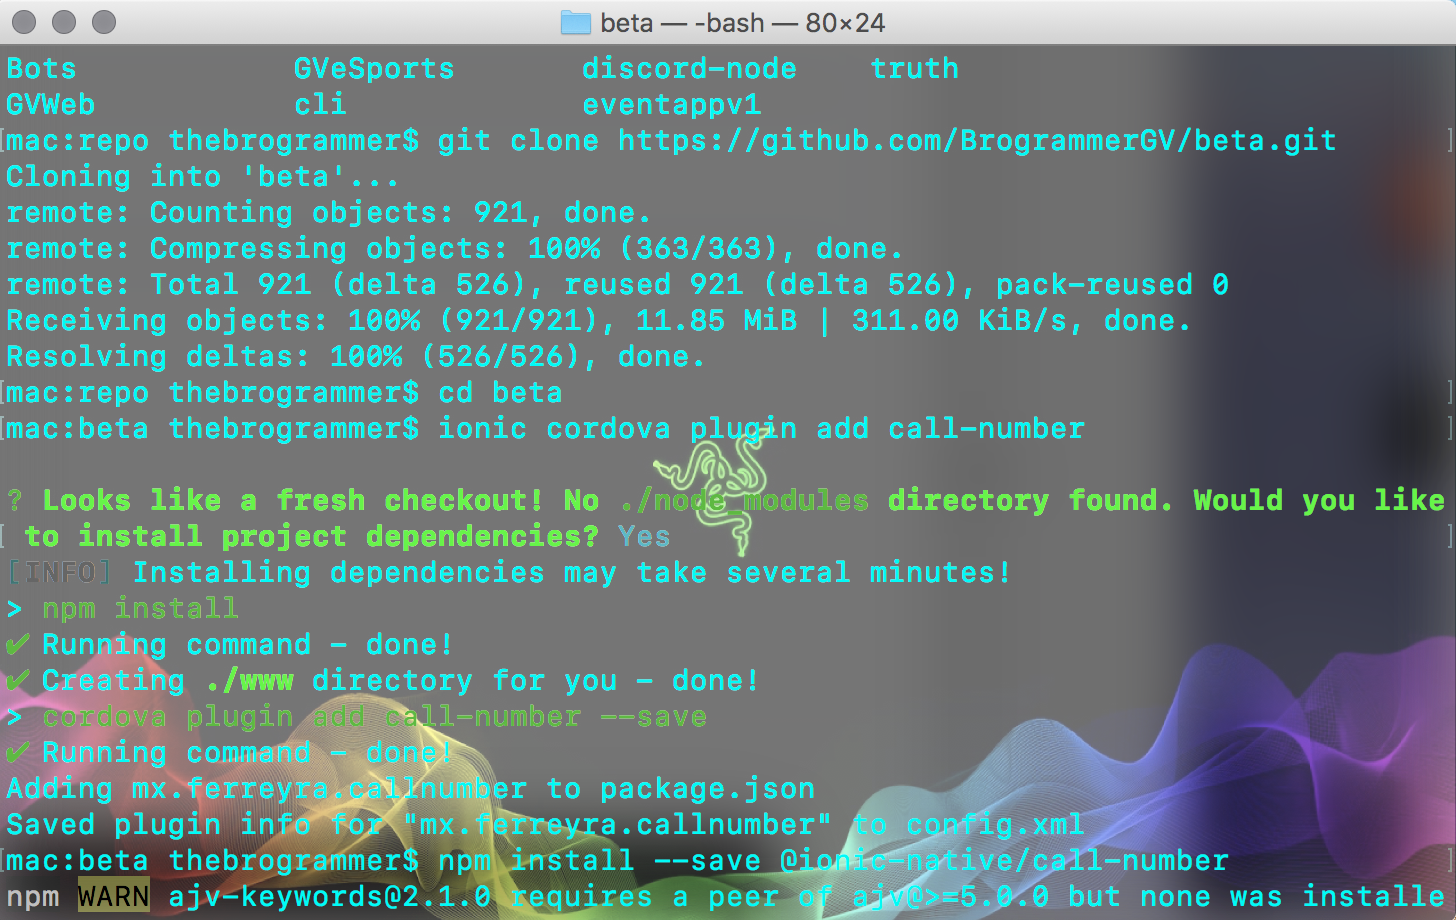 beta — -bash — 80×24
Bots GVeSports discord-node truth
GVWeb cli eventappv1
[mac:repo thebrogrammer$ git clone https://github.com/BrogrammerGV/beta.git ]
Cloning into 'beta'...
remote: Counting objects: 921, done.
remote: Compressing objects: 100% (363/363), done.
remote: Total 921 (delta 526), reused 921 (delta 526), pack-reused 0
Receiving objects: 100% (921/921), 11.85 MiB | 311.00 KiB/s, done.
Resolving deltas: 100% (526/526), done.
[mac:repo thebrogrammer$ cd beta ]
[mac:beta thebrogrammer$ ionic cordova plugin add call-number ]
? Looks like a fresh checkout! No ./node_modules directory found. Would you like
[ to install project dependencies? Yes ]
[INFO] Installing dependencies may take several minutes!
> npm install
✔ Running command - done!
✔ Creating ./www directory for you - done!
> cordova plugin add call-number --save
✔ Running command - done!
Adding mx.ferreyra.callnumber to package.json
Saved plugin info for "mx.ferreyra.callnumber" to config.xml
[mac:beta thebrogrammer$ npm install --save @ionic-native/call-number ]
npm WARN ajv-keywords@2.1.0 requires a peer of ajv@>=5.0.0 but none was installe